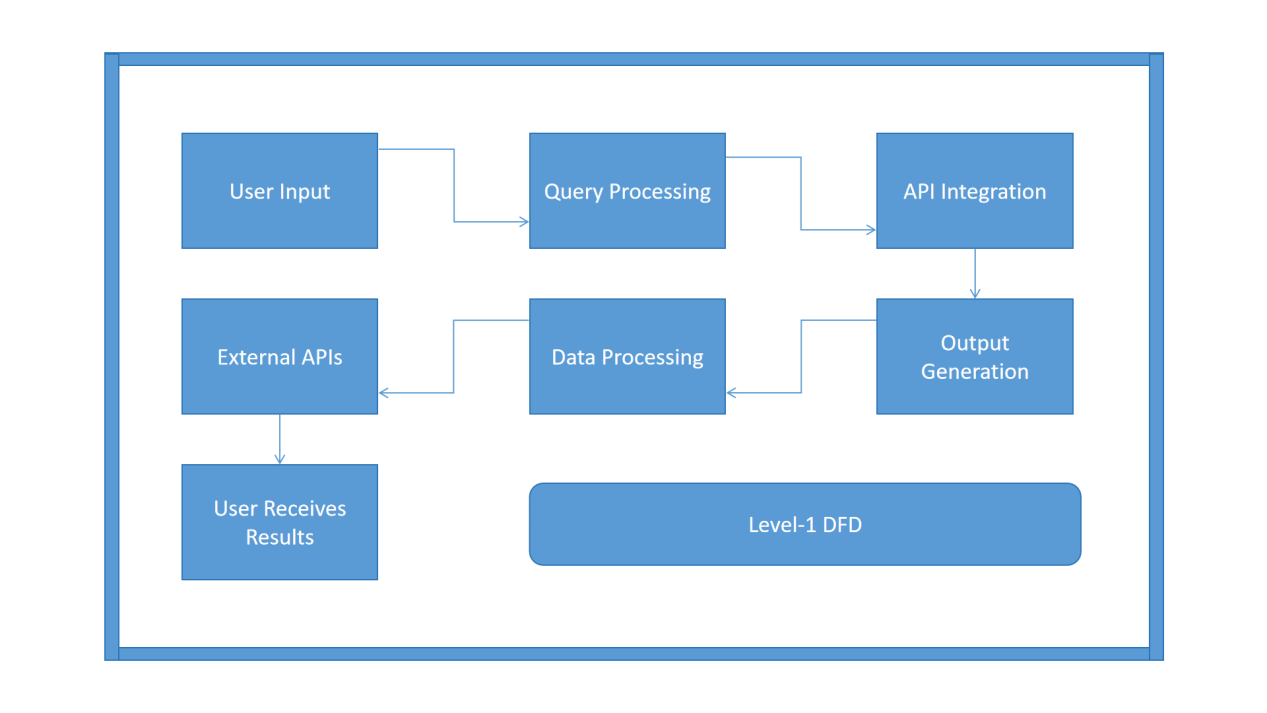 User Input
Query Processing
API Integration
External APIs
Data Processing
Output
Generation
User Receives
Results
Level-1 DFD